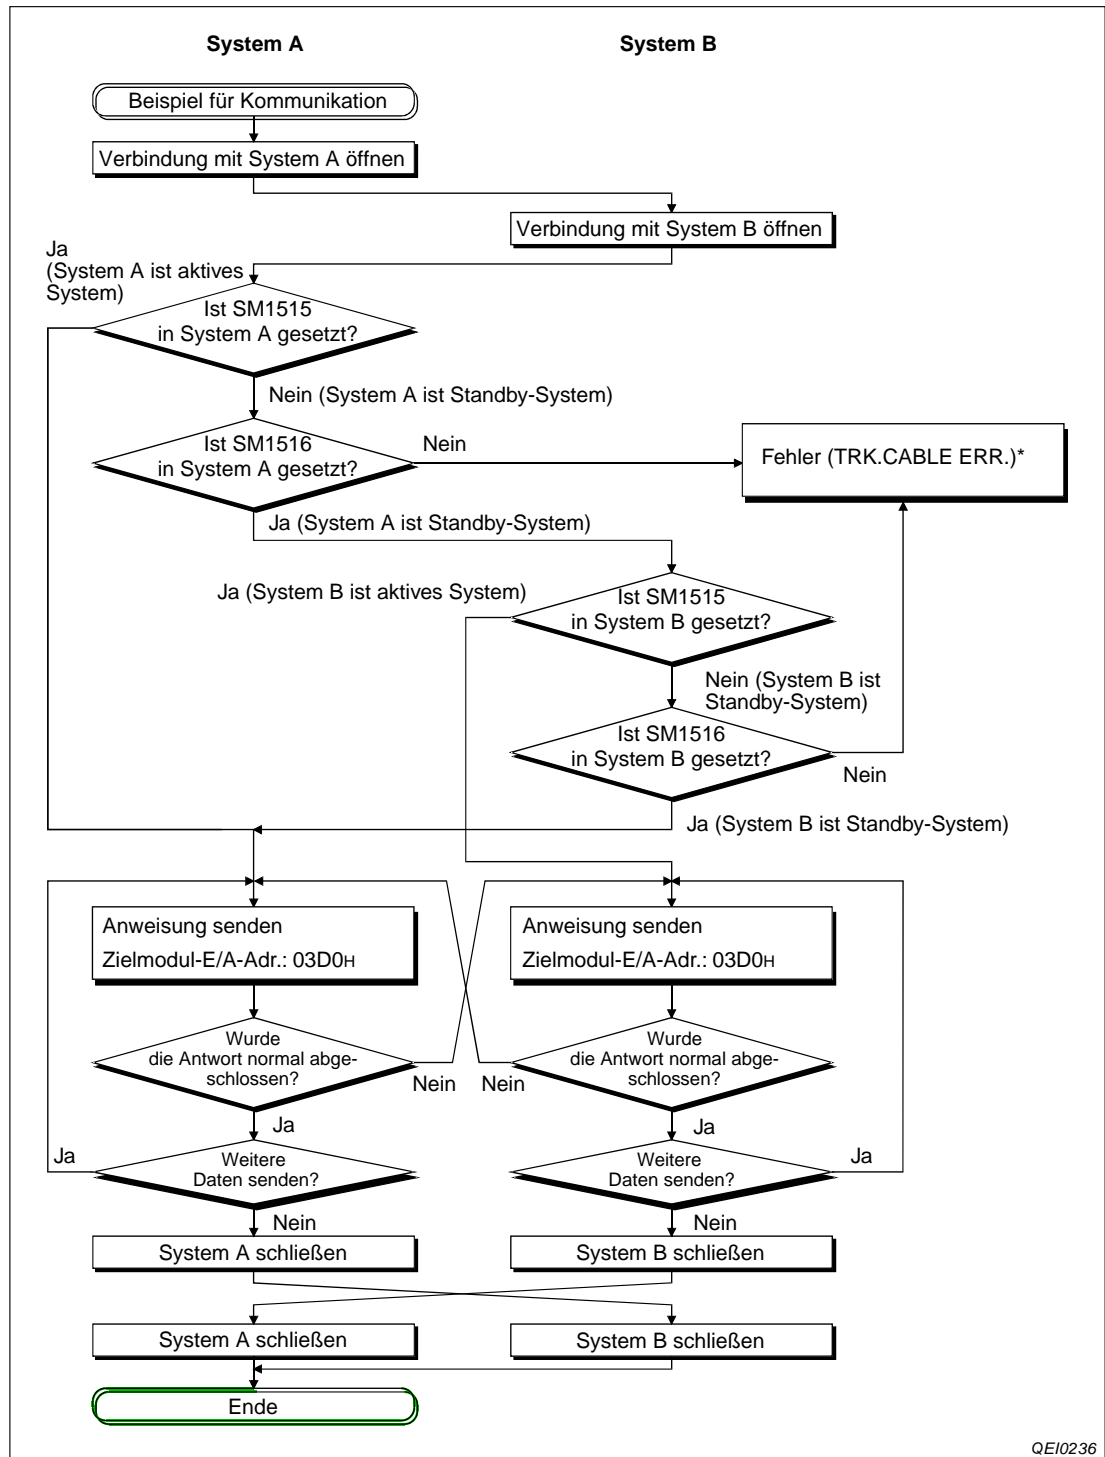 System A
System B
Beispiel für Kommunikation
Verbindung mit System A öffnen
Verbindung mit System B öffnen
Ja
(System A ist aktives
System)
Ist SM1515
in System A gesetzt?
Nein (System A ist Standby-System)
Ist SM1516
in System A gesetzt?
Nein
Fehler (TRK.CABLE ERR.)*
Ja (System A ist Standby-System)
Ja (System B ist aktives System)
Ist SM1515
in System B gesetzt?
Nein (System B ist
Standby-System)
Ist SM1516
in System B gesetzt?
Nein
Ja (System B ist Standby-System)
Anweisung senden
Zielmodul-E/A-Adr.: 03D0H
Anweisung senden
Zielmodul-E/A-Adr.: 03D0H
Wurde
die Antwort normal abge-
schlossen?
Nein
Nein
Wurde
die Antwort normal abge-
schlossen?
Ja
Ja
Ja
Weitere
Daten senden?
Weitere
Daten senden?
Ja
Nein
Nein
System A schließen
System B schließen
System A schließen
System B schließen
Ende
QEI0236